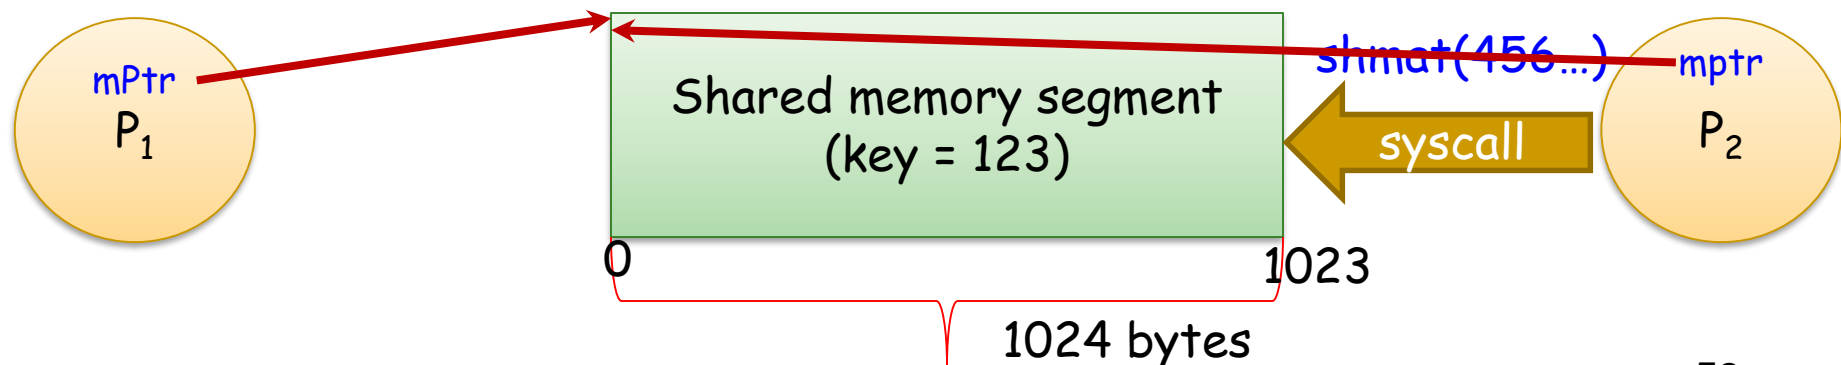 mPtr
P1
Shared memory segment
(key = 123)
shmat(456…)
syscall
mptr
P2
0
1023
1024 bytes